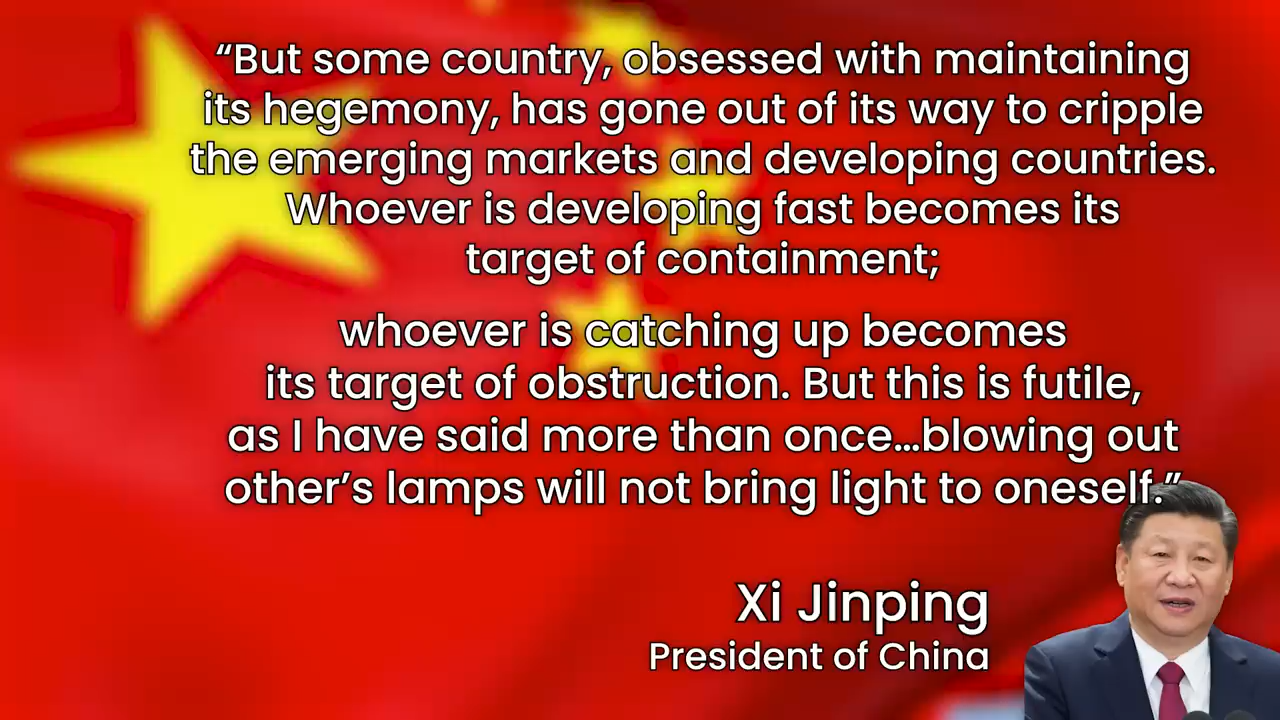 “But some country, obsessed with maintaining
its hegemony, has gone out of its way to cripple
the emerging markets and developing countries.
Whoever is developing fast becomes its
target of containment;
whoever is catching up becomes
its target of obstruction. But this is futile,
as I have said more than once…blowing out
other’s lamps will not bring light to oneself.”
Xi Jinping
President of China